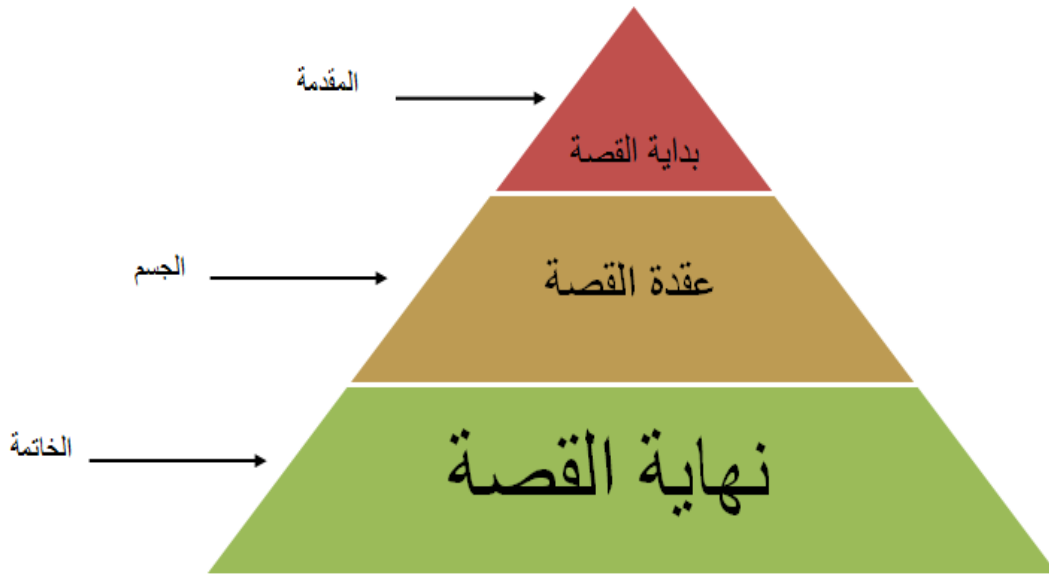 المقدمة
بداية القصة
الجسم
عقدة القصة
الخاتمة
نهاية القصة